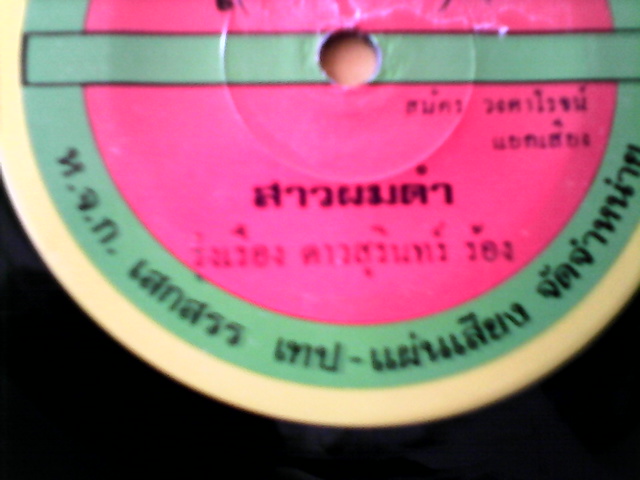 สมัคร วงศาโรจน์
แยกเสียง
สาวผมดำ
รุ่งเรือง ดาวสุรินทร์ ร้อง
ห.จ.ก. เสกสรร เทป-แผ่นเสียง จัดจำหน่าย